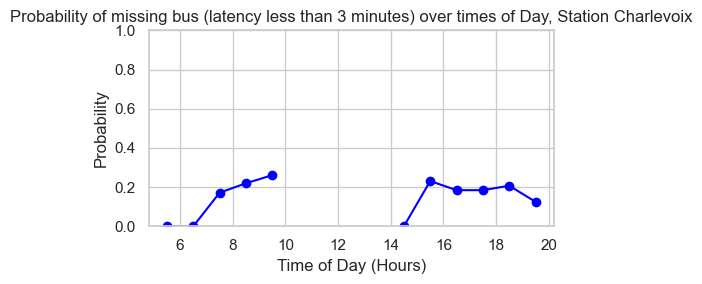 Probability of missing bus (latency less than 3 minutes) over times of Day, Station Charlevoix
1.0
0.8
0.6
0.4
0.2
0.0
Probability
6 8 10 12 14 16 18 20
Time of Day (Hours)